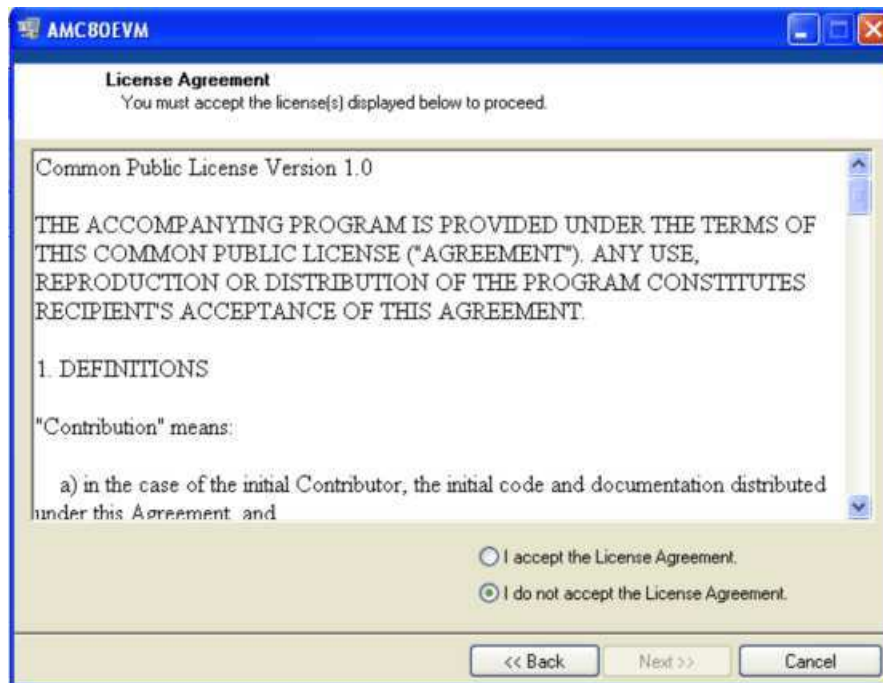 AMC80EVM
License Agreement
You must accept the license(s) displayed below to proceed.
Common Public License Version 1.0
THE ACCOMPANYING PROGRAM IS PROVIDED UNDER THE TERMS OF
THIS COMMON PUBLIC LICENSE ("AGREEMENT"). ANY USE,
REPRODUCTION OR DISTRIBUTION OF THE PROGRAM CONSTITUTES
RECIPIENT'S ACCEPTANCE OF THIS AGREEMENT.
1. DEFINITIONS
"Contribution" means:
a) in the case of the initial Contributor, the initial code and documentation distributed
under this Agreement, and
I accept the License Agreement.
I do not accept the License Agreement.
<< Back Next >> Cancel